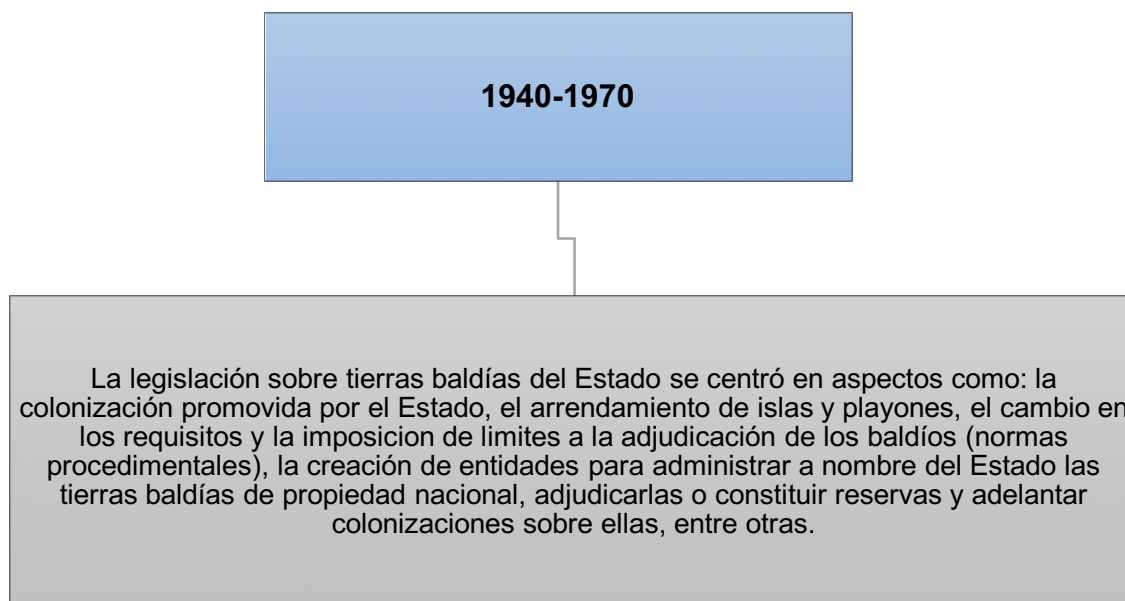 1940-1970
La legislación sobre tierras baldías del Estado se centró en aspectos como: la
colonización promovida por el Estado, el arrendamiento de islas y playones, el cambio en
los requisitos y la imposicion de limites a la adjudicación de los baldíos (normas
procedimentales), la creación de entidades para administrar a nombre del Estado las
tierras baldías de propiedad nacional, adjudicarlas o constituir reservas y adelantar
colonizaciones sobre ellas, entre otras.